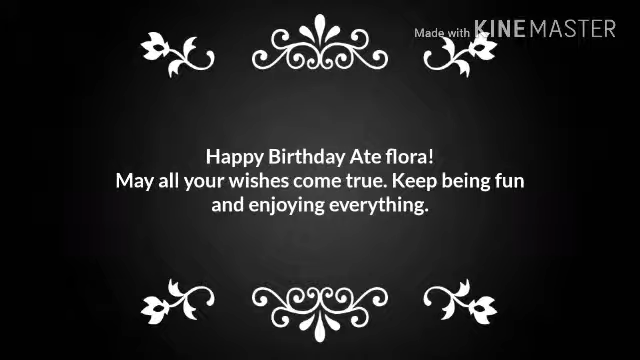 Made with KINEMASTER
Happy Birthday Ate flora!
May all your wishes come true. Keep being fun
and enjoying everything.